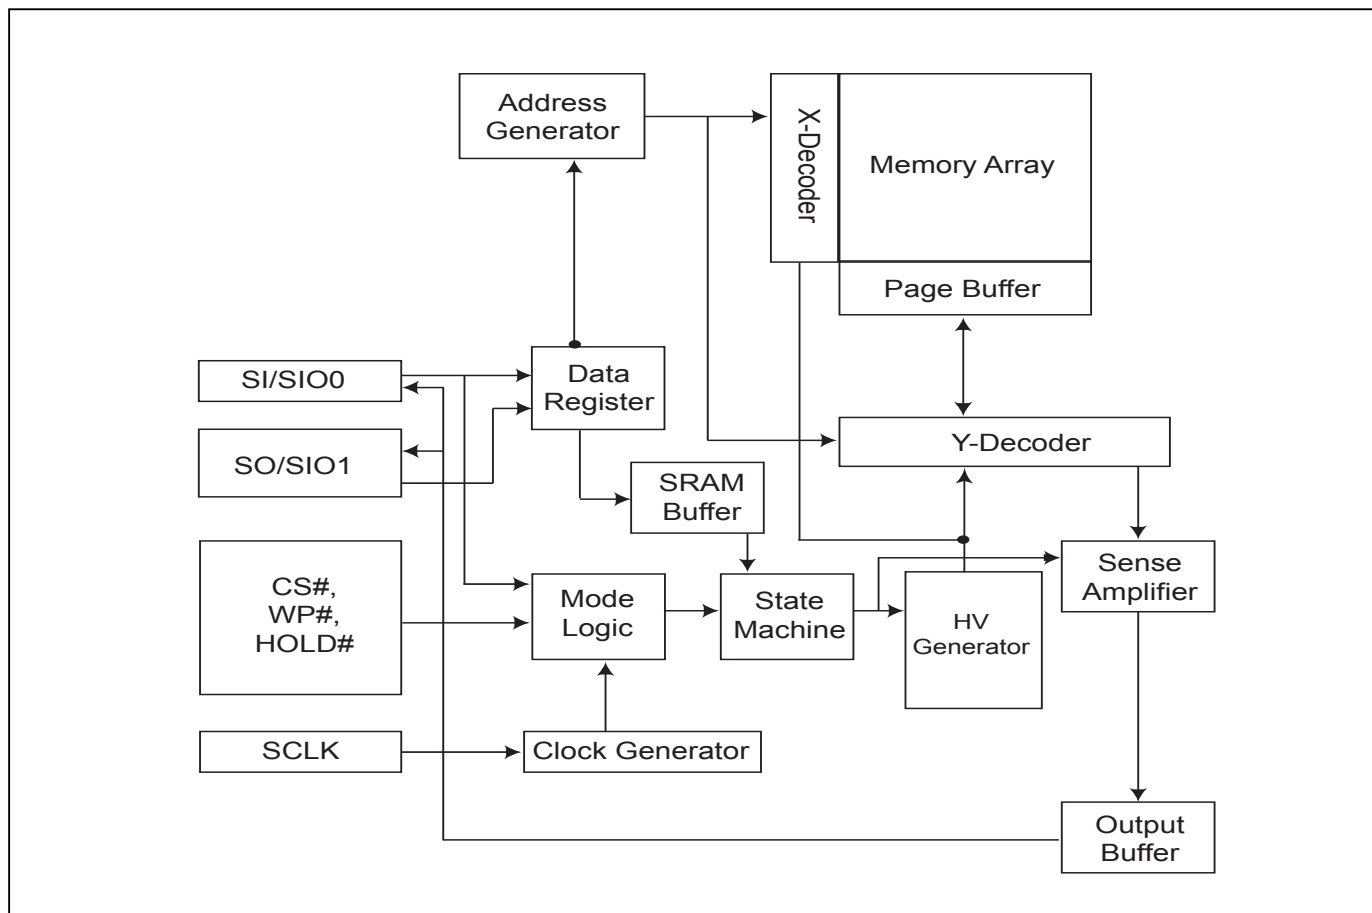 Address
Generator
X-Decoder
Memory Array
Page Buffer
SI/SIO0
Data
Register
SO/SIO1
Y-Decoder
SRAM
Buffer
CS#,
WP#,
HOLD#
Mode
Logic
State
Machine
HV
Generator
Sense
Amplifier
SCLK
Clock Generator
Output
Buffer